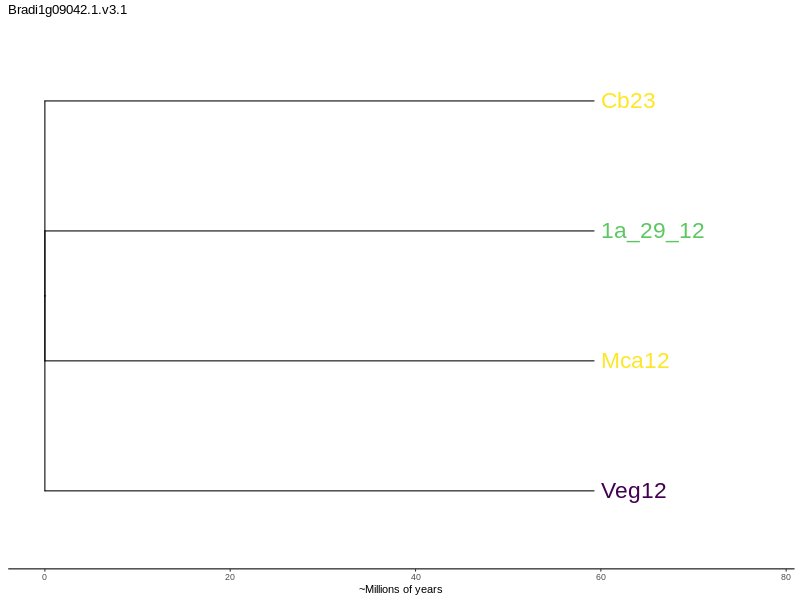 Bradi1g09042.1.v3.1
Cb23
1a_29_12
Mca12
Veg12
0 20 40 60 80
~Millions of years